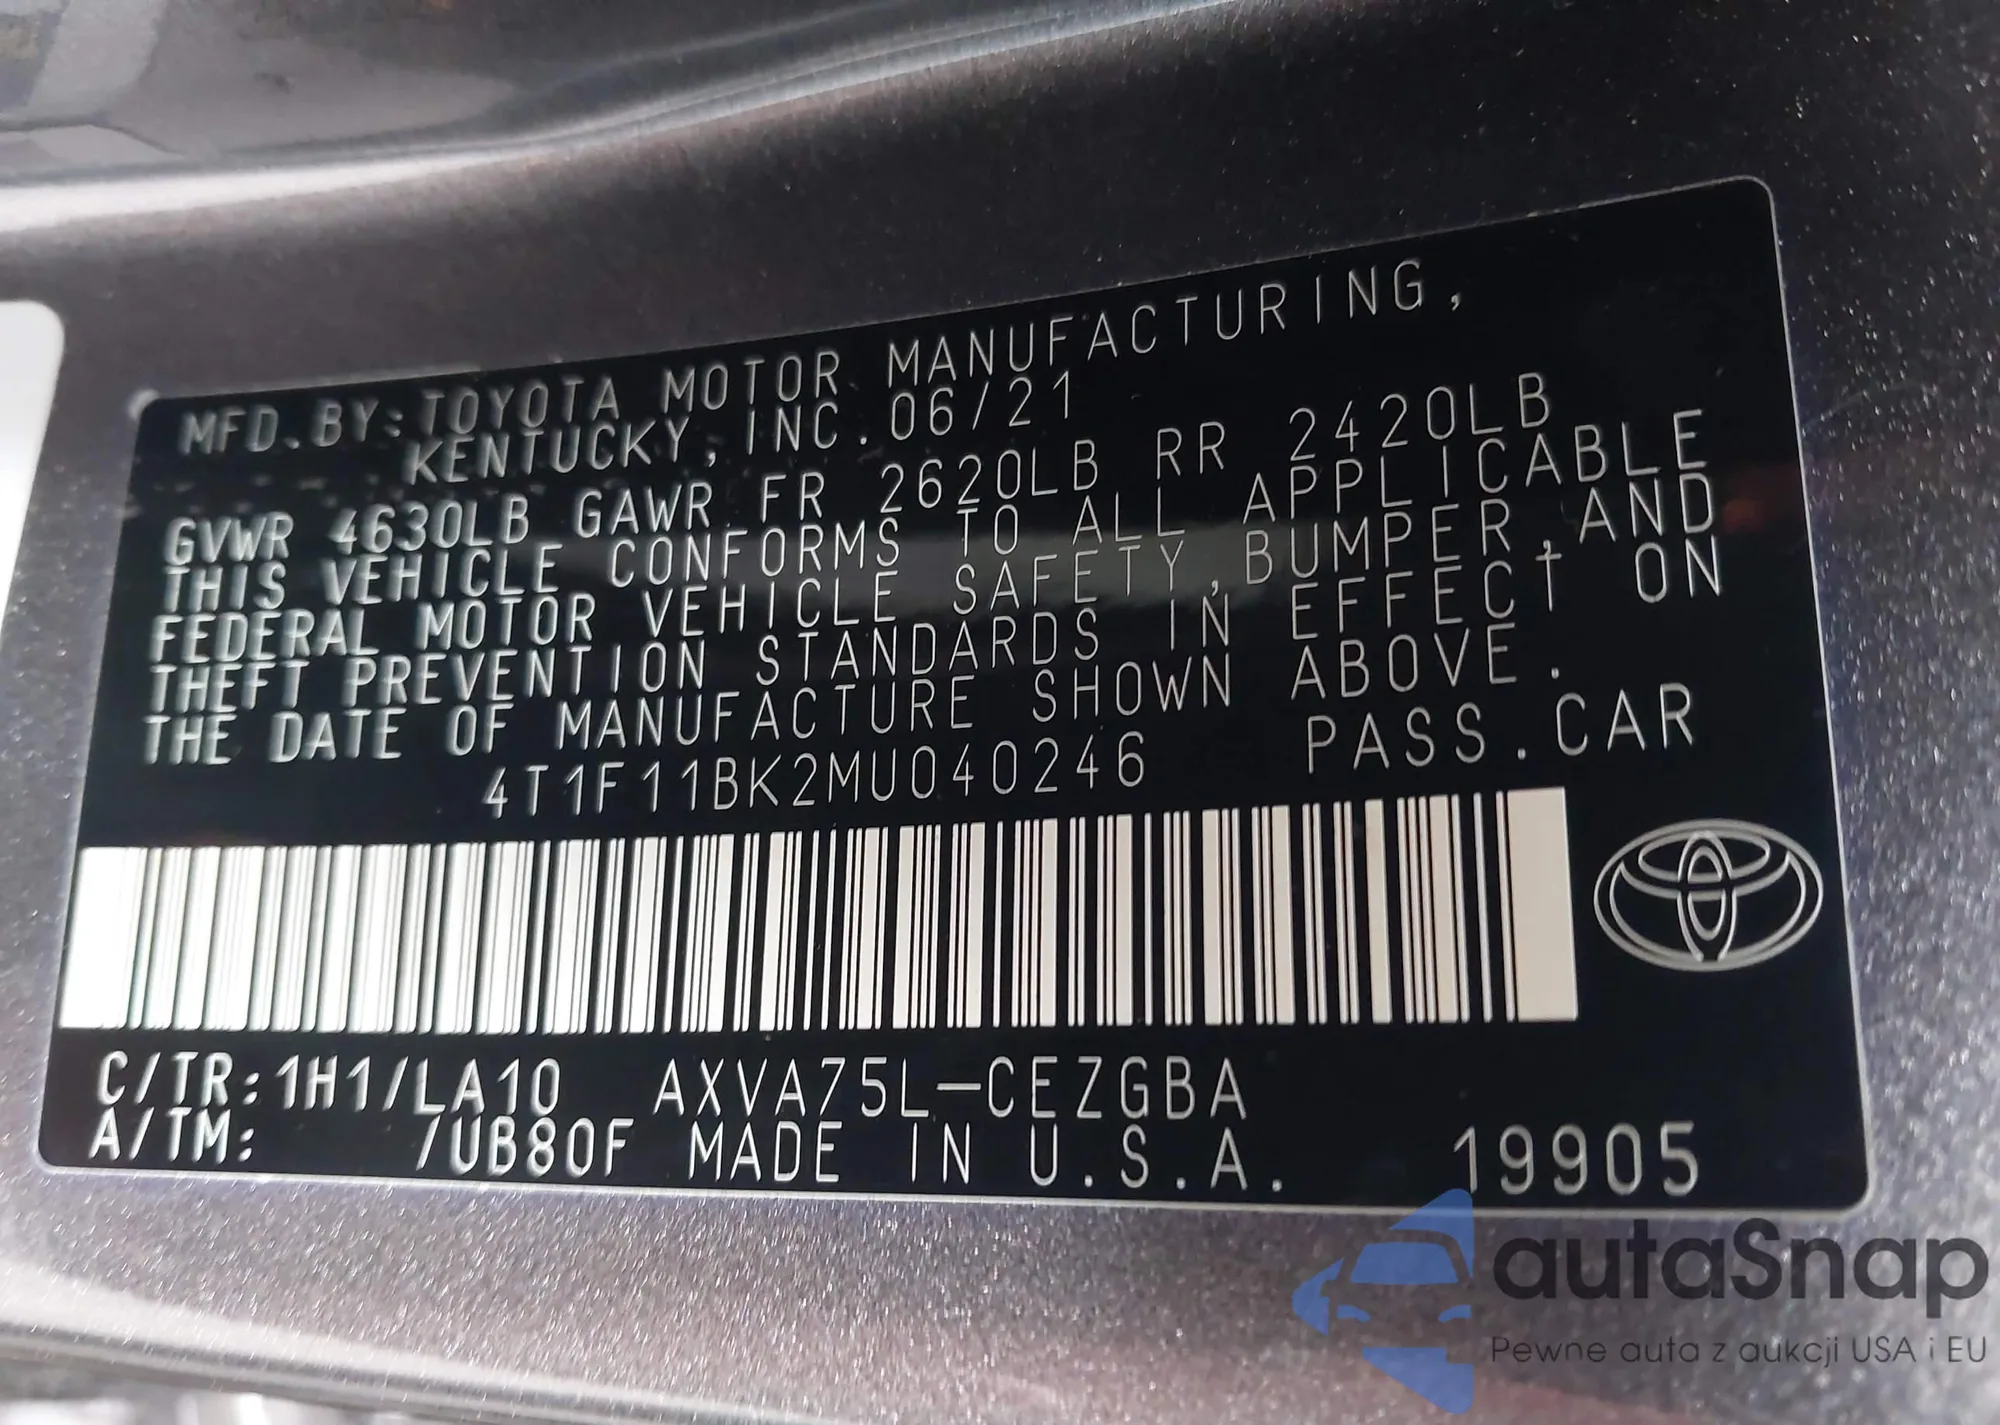 MFD. BY: TOYOTA MOTOR MANUFACTURING,
KENTUCKY, INC. 06/21
GVWR 4630LB GAWR FR 2620LB RR 2420LB
THIS VEHICLE CONFORMS TO ALL APPLICABLE
FEDERAL MOTOR VEHICLE SAFETY, BUMPER, AND
THEFT PREVENTION STANDARDS IN EFFECT ON
THE DATE OF MANUFACTURE SHOWN ABOVE.
4T1F11BK2MU040246 PASS. CAR
C/TR: 1H1/LA10 AXVA75L-CEZGBA
A/TM: /UB80F MADE IN U.S.A. 19905
autaSnap
Pewne auta z aukcji USA i EU